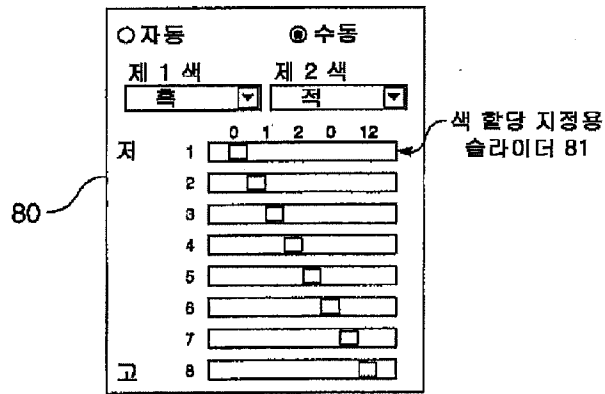 자동 수동
제 1 색 제 2 색
흑 적
0 1 2 0 12
저 1
2
3
4
5
6
7
고 8
80
색 할당 지정용
슬라이더 81